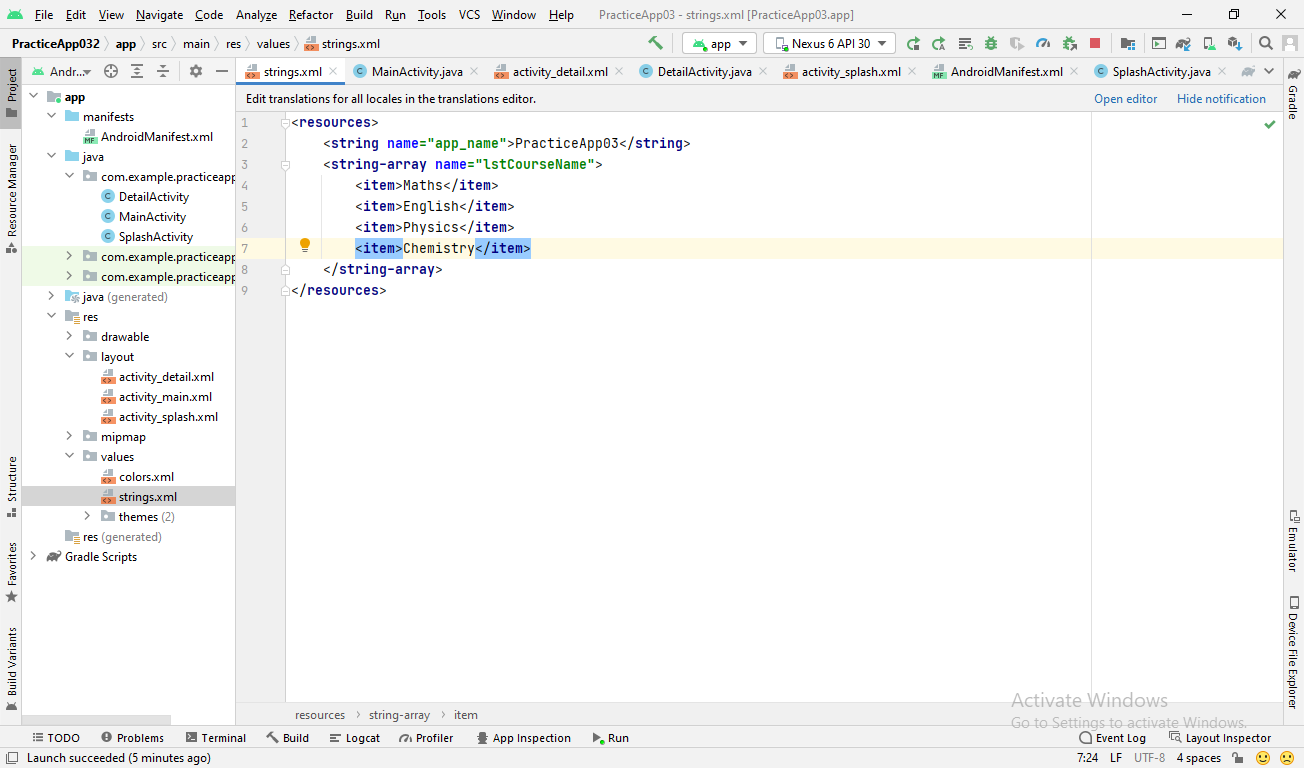 File Edit View Navigate Code Analyze Refactor Build Run Tools VCS Window Help PracticeApp03 - strings.xml [PracticeApp03.app]
PracticeApp032 app src main res values strings.xml app Nexus 6 API 30
Andr... strings.xml MainActivity.java activity_detail.xml DetailActivity.java activity_splash.xml AndroidManifest.xml SplashActivity.java
Edit translations for all locales in the translations editor. Open editor Hide notification
Project
Resource Manager
Structure
Favorites
Build Variants
app
manifests
AndroidManifest.xml
java
com.example.practiceapp
DetailActivity
MainActivity
SplashActivity
com.example.practiceapp
com.example.practiceapp
java (generated)
res
drawable
layout
activity_detail.xml
activity_main.xml
activity_splash.xml
mipmap
values
colors.xml
strings.xml
themes (2)
res (generated)
Gradle Scripts
1 <resources>
2 <string name="app_name">PracticeApp03</string>
3 <string-array name="lstCourseName">
4 <item>Maths</item>
5 <item>English</item>
6 <item>Physics</item>
7 <item>Chemistry</item>
8 </string-array>
9 </resources>
Gradle
Emulator
Device File Explorer
Activate Windows
Go to Settings to activate Windows.
resources string-array item
TODO Problems Terminal Build Logcat Profiler App Inspection Run Event Log Layout Inspector
Launch succeeded (5 minutes ago) 7:24 LF UTF-8 4 spaces